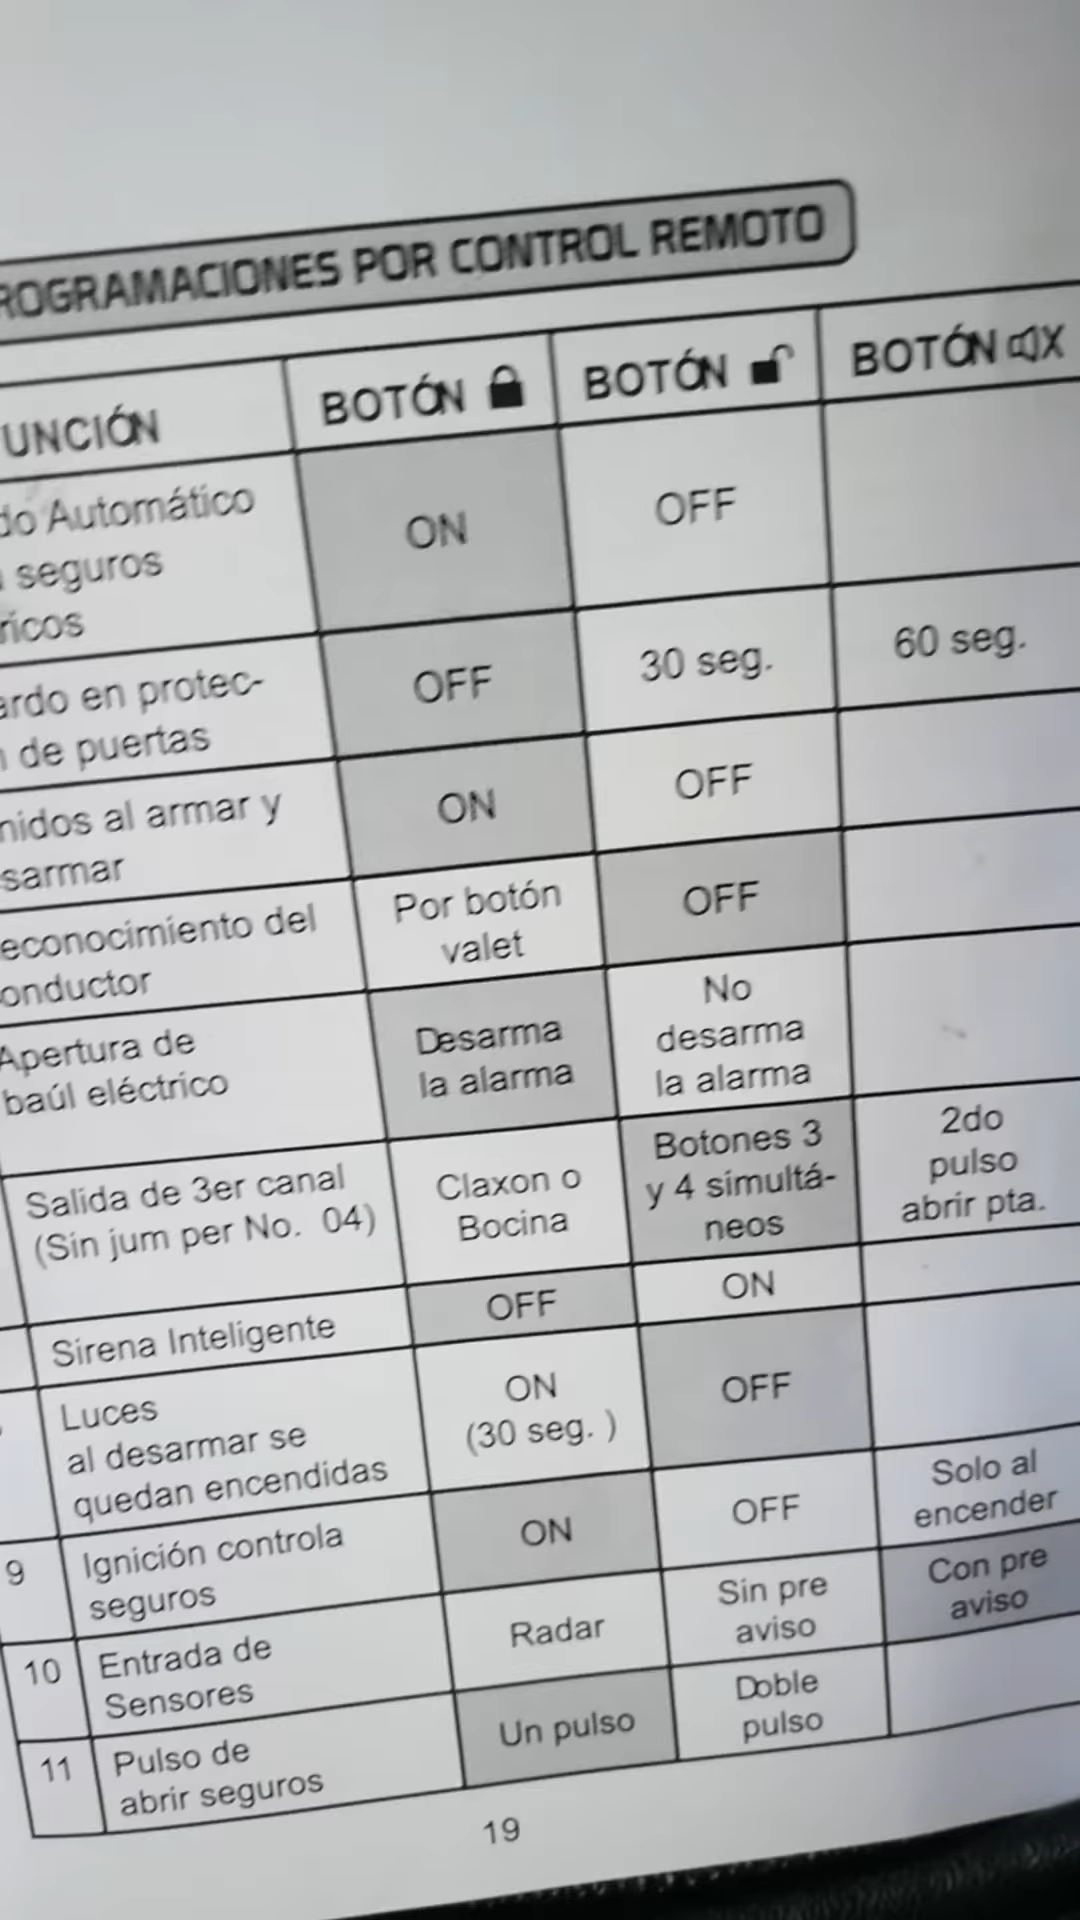 ROGRAMACIONES POR CONTROL REMOTO
UNCIÓN
BOTÓN
BOTÓN
BOTÓN
do Automático
seguros
ricos
ON
OFF
ardo en protec-
n de puertas
OFF
30 seg.
60 seg.
nidos al armar y
sarmar
ON
OFF
econocimiento del
onductor
Por botón
valet
OFF
Apertura de
baúl eléctrico
Desarma
la alarma
No
desarma
la alarma
Salida de 3er canal
(Sin jum per No. 04)
Claxon o
Bocina
Botones 3
y 4 simultá-
neos
2do
pulso
abrir pta.
Sirena Inteligente
OFF
ON
Luces
al desarmar se
quedan encendidas
ON
(30 seg. )
OFF
9
Ignición controla
seguros
ON
OFF
Solo al
encender
10
Entrada de
Sensores
Radar
Sin pre
aviso
Con pre
aviso
11
Pulso de
abrir seguros
Un pulso
Doble
pulso
19